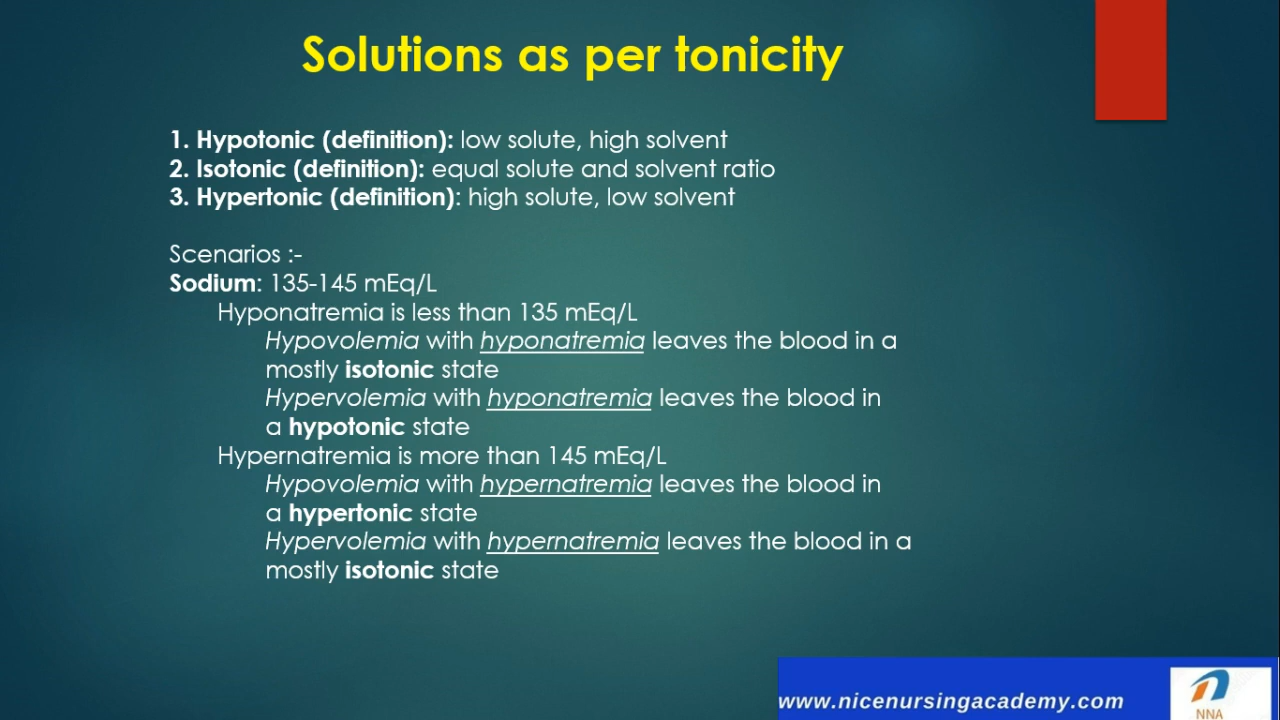 Solutions as per tonicity
1. Hypotonic (definition): low solute, high solvent
2. Isotonic (definition): equal solute and solvent ratio
3. Hypertonic (definition): high solute, low solvent
Scenarios :-
Sodium: 135-145 mEq/L
Hyponatremia is less than 135 mEq/L
Hypovolemia with hyponatremia leaves the blood in a
mostly isotonic state
Hypervolemia with hyponatremia leaves the blood in
a hypotonic state
Hypernatremia is more than 145 mEq/L
Hypovolemia with hypernatremia leaves the blood in
a hypertonic state
Hypervolemia with hypernatremia leaves the blood in a
mostly isotonic state
www.nicenursingacademy.com
NNA